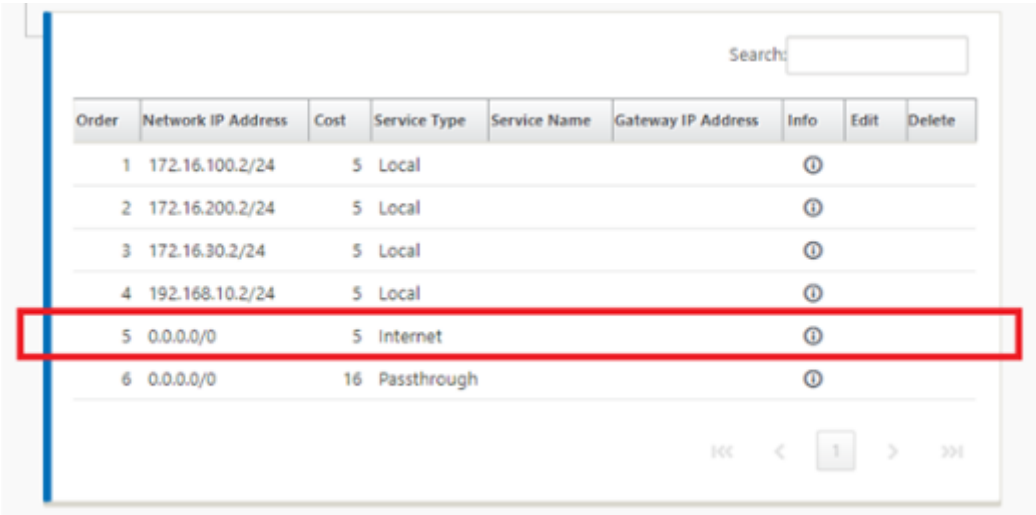 Search:
Order Network IP Address Cost Service Type Service Name Gateway IP Address Info Edit Delete
1 172.16.100.2/24 5 Local
2 172.16.200.2/24 5 Local
3 172.16.30.2/24 5 Local
4 192.168.10.2/24 5 Local
5 0.0.0.0/0 5 Internet
6 0.0.0.0/0 16 Passthrough
1